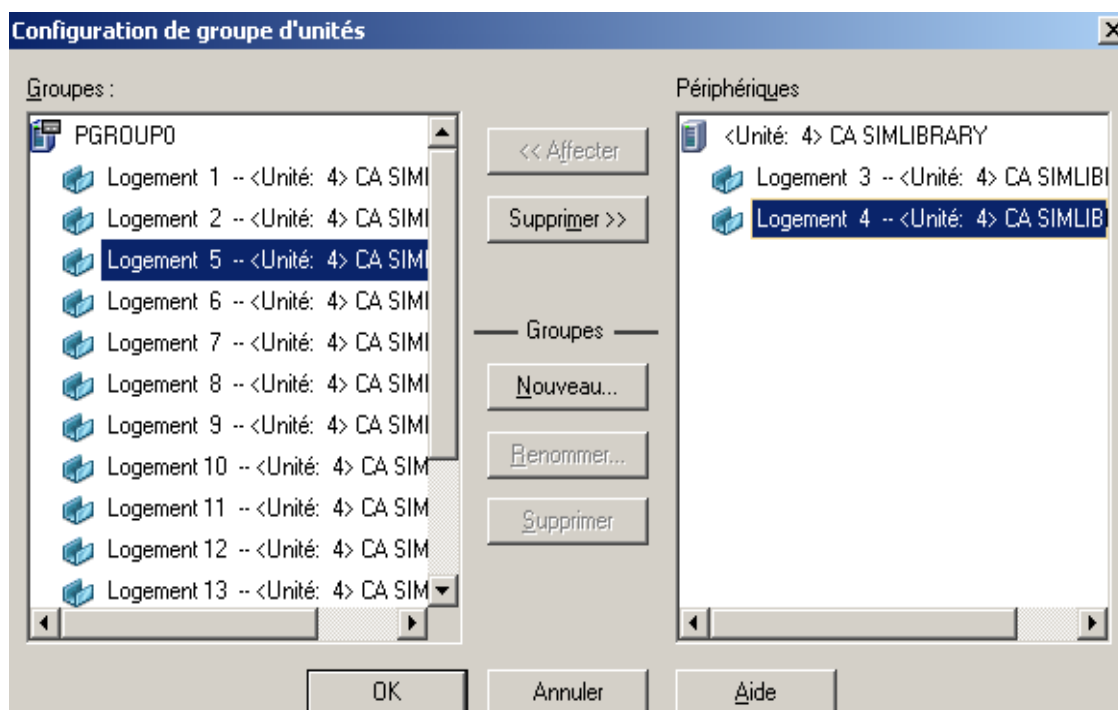 Configuration de groupe d'unités
Groupes :
PGROUP0
Logement 1 -- <Unité: 4> CA SIMI
Logement 2 -- <Unité: 4> CA SIMI
Logement 5 -- <Unité: 4> CA SIMI
Logement 6 -- <Unité: 4> CA SIMI
Logement 7 -- <Unité: 4> CA SIMI
Logement 8 -- <Unité: 4> CA SIMI
Logement 9 -- <Unité: 4> CA SIMI
Logement 10 -- <Unité: 4> CA SIM
Logement 11 -- <Unité: 4> CA SIM
Logement 12 -- <Unité: 4> CA SIM
Logement 13 -- <Unité: 4> CA SIM
<< Affecter
Supprimer >>
Groupes
Nouveau...
Renommer...
Supprimer
Périphériques
<Unité: 4> CA SIMLIBRARY
Logement 3 -- <Unité: 4> CA SIMLIBI
Logement 4 -- <Unité: 4> CA SIMLIB
OK
Annuler
Aide